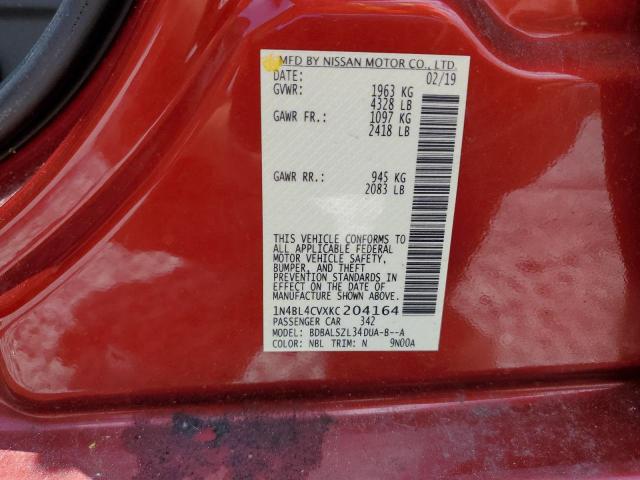 MFD BY NISSAN MOTOR CO., LTD.
DATE: 02/19
GVWR: 1963 KG
4328 LB
GAWR FR.: 1097 KG
2418 LB
GAWR RR.: 945 KG
2083 LB
THIS VEHICLE CONFORMS TO
ALL APPLICABLE FEDERAL
MOTOR VEHICLE SAFETY,
BUMPER, AND THEFT
PREVENTION STANDARDS IN
EFFECT ON THE DATE OF
MANUFACTURE SHOWN ABOVE.
1N4BL4CVXKC204164
PASSENGER CAR 342
MODEL: BDBALSZL34DUA-B--A
COLOR: NBL TRIM: N 9N00A